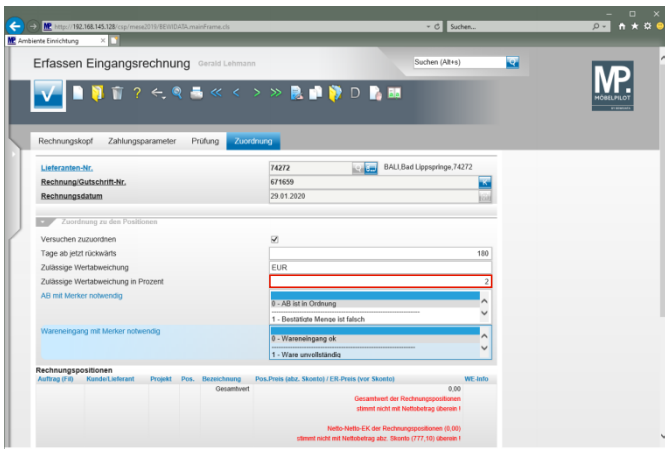 http://192.168.145.128/csp/mesa2019/BEWIDATA.mainFrame.cls
Suchen...
Ambiente Einrichtung
Erfassen Eingangsrechnung Gerald Lehmann
Suchen (Alt+s)
MP.
MÖBELPILOT
Rechnungskopf Zahlungsparameter Prüfung Zuordnung
Lieferanten-Nr. 74272 BALI,Bad Lippspringe,74272
Rechnung/Gutschrift-Nr. 671659
Rechnungsdatum 29.01.2020
Zuordnung zu den Positionen
Versuchen zuzuordnen
Tage ab jetzt rückwärts 180
Zulässige Wertabweichung EUR
Zulässige Wertabweichung in Prozent 2
AB mit Merker notwendig
0 - AB ist in Ordnung
1 - Bestätigte Menge ist falsch
Wareneingang mit Merker notwendig
0 - Wareneingang ok
1 - Ware unvollständig
Rechnungspositionen
Auftrag (Fil) Kunde/Lieferant Projekt Pos. Bezeichnung Pos.Preis (abz. Skonto) / ER-Preis (vor Skonto) WE-Info
Gesamtwert 0,00
Gesamtwert der Rechnungspositionen
stimmt nicht mit Nettobetrag überein !
Netto-Netto-EK der Rechnungspositionen (0,00)
stimmt nicht mit Nettobetrag abz. Skonto (777,10) überein !